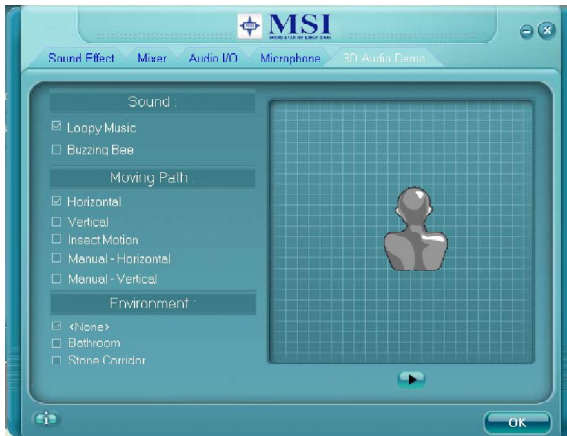 MSI
Sound Effect Mixer Audio I/O Microphone 3D Audio Demo
Sound :
Loopy Music
Buzzing Bee
Moving Path :
Horizontal
Vertical
Insect Motion
Manual - Horizontal
Manual - Vertical
Environment :
<None>
Bathroom
Stone Corridor
OK